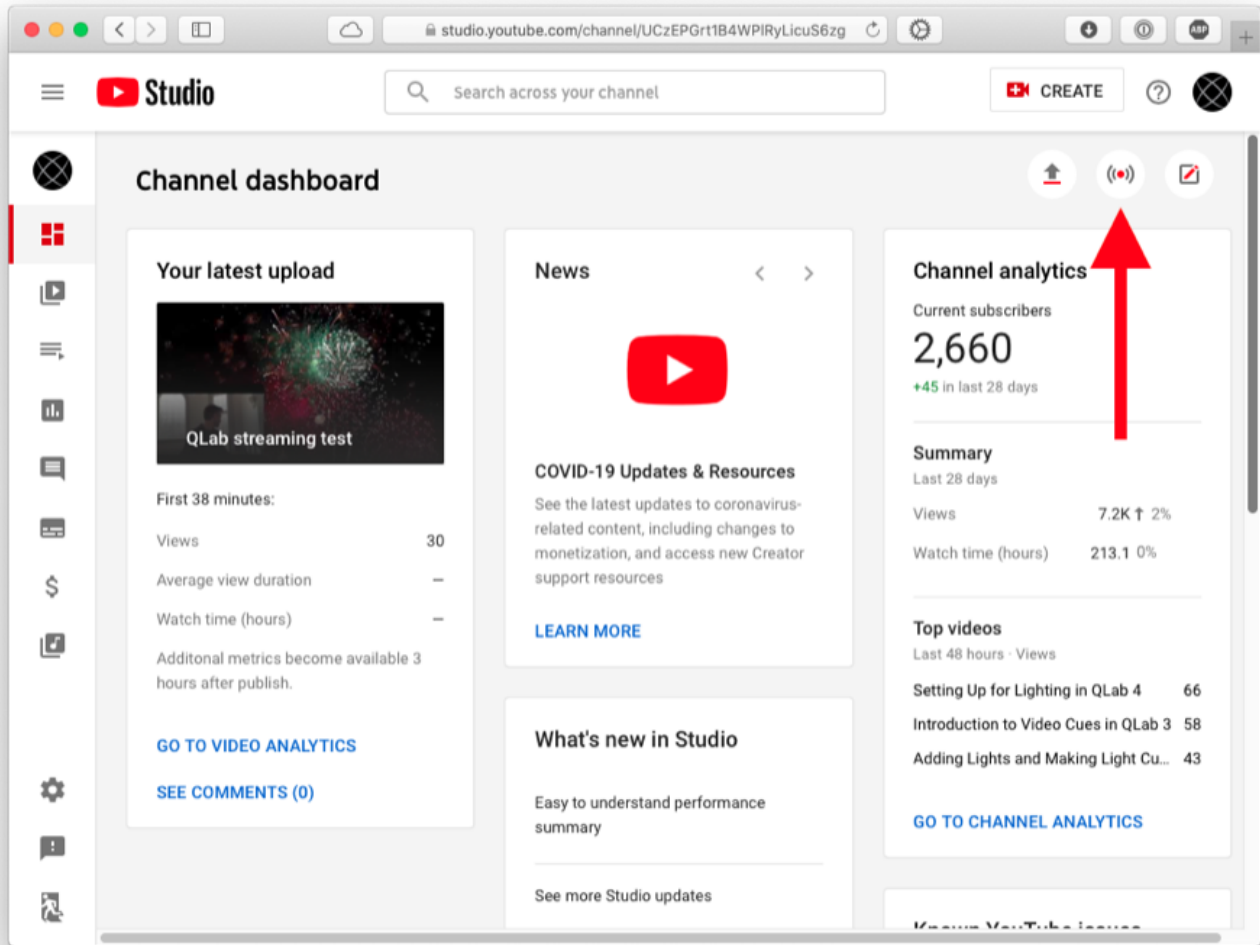 studio.youtube.com/channel/UCzEPGrt1B4WPlRyLicuS6zg
ABP
Studio
Search across your channel
CREATE
Channel dashboard
Your latest upload
QLab streaming test
First 38 minutes:
Views 30
Average view duration –
Watch time (hours) –
Additonal metrics become available 3
hours after publish.
GO TO VIDEO ANALYTICS
SEE COMMENTS (0)
News
COVID-19 Updates & Resources
See the latest updates to coronavirus-
related content, including changes to
monetization, and access new Creator
support resources
LEARN MORE
What's new in Studio
Easy to understand performance
summary
See more Studio updates
Channel analytics
Current subscribers
2,660
+45 in last 28 days
Summary
Last 28 days
Views 7.2K 2%
Watch time (hours) 213.1 0%
Top videos
Last 48 hours · Views
Setting Up for Lighting in QLab 4 66
Introduction to Video Cues in QLab 3 58
Adding Lights and Making Light Cu... 43
GO TO CHANNEL ANALYTICS
Known YouTube issues